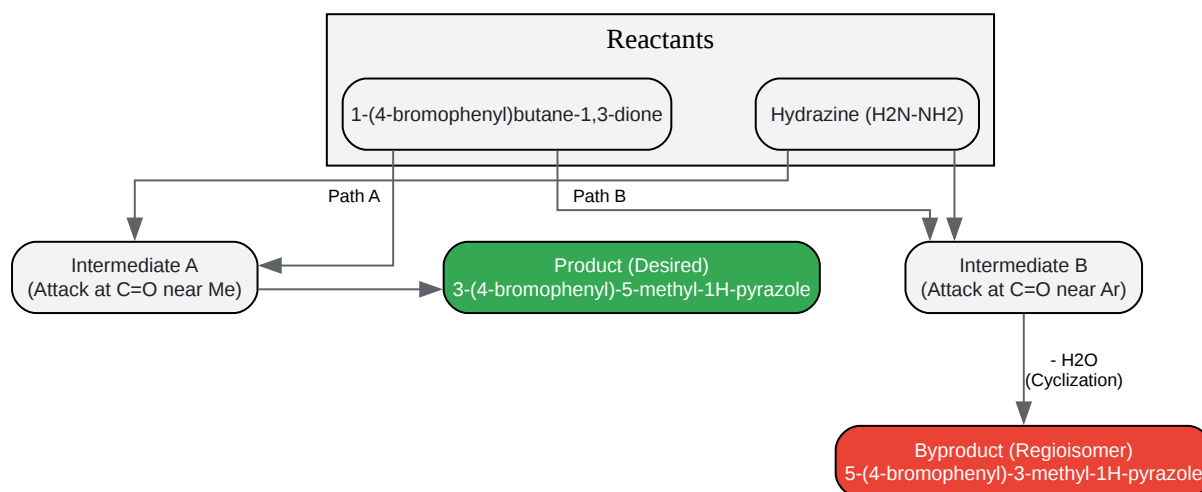 Reactants
1-(4-bromophenyl)butane-1,3-dione
Hydrazine (H2N-NH2)
Path A
Path B
Intermediate A
(Attack at C=O near Me)
Product (Desired)
3-(4-bromophenyl)-5-methyl-1H-pyrazole
Intermediate B
(Attack at C=O near Ar)
- H2O
(Cyclization)
Byproduct (Regioisomer)
5-(4-bromophenyl)-3-methyl-1H-pyrazole